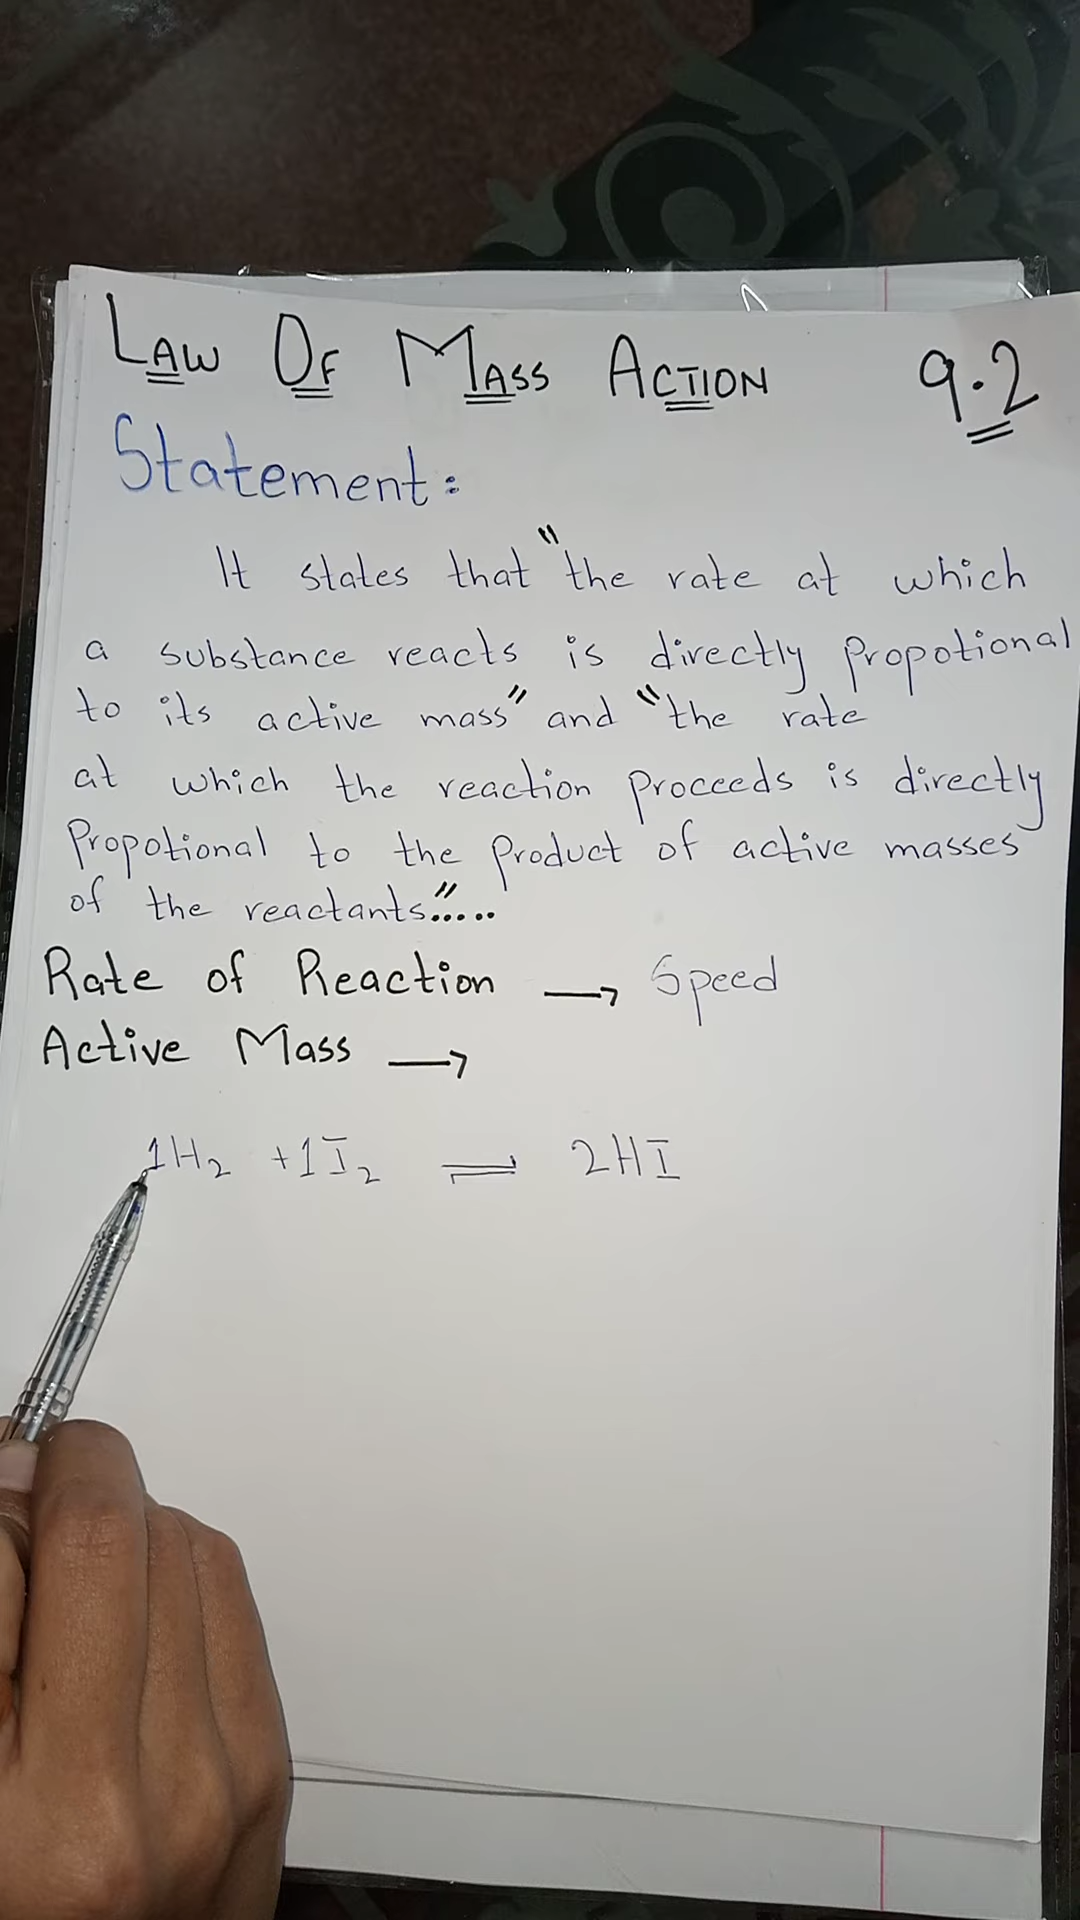 LAW OF MASS ACTION 9.2
Statement:
It states that "the rate at which
a substance reacts is directly propotional
to its active mass" and "the rate
at which the reaction proceeds is directly
Propotional to the product of active masses
of the reactants".....
Rate of Reaction → Speed
Active Mass →
1H₂ + 1I₂ ⇌ 2HI